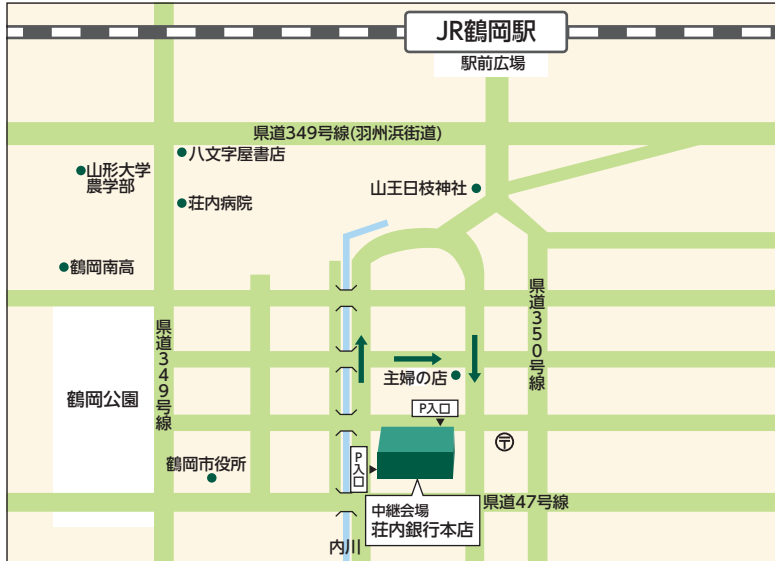 JR鶴岡駅
駅前広場
県道349号線(羽州浜街道)
八文字屋書店
山形大学
農学部
山王日枝神社
荘内病院
鶴岡南高
県道350号線
県道349号線
主婦の店
鶴岡公園
P入口
〒
P入口
鶴岡市役所
県道47号線
中継会場
荘内銀行本店
内川